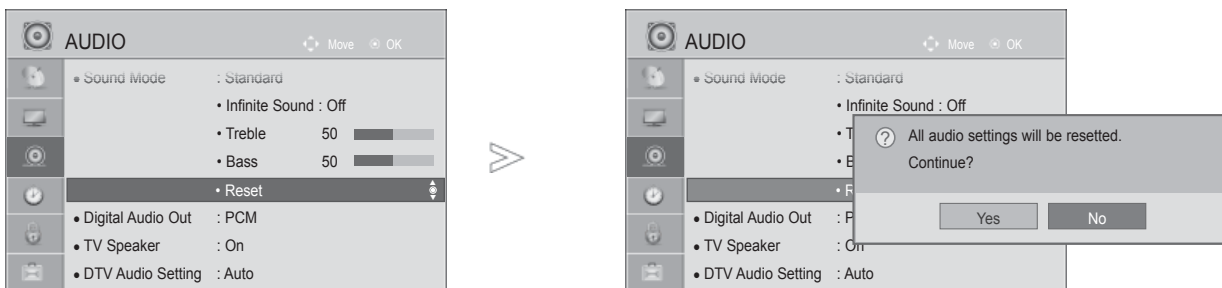 AUDIO Move OK
• Sound Mode : Standard
• Infinite Sound : Off
• Treble 50
• Bass 50
• Reset
• Digital Audio Out : PCM
• TV Speaker : On
• DTV Audio Setting : Auto
AUDIO Move OK
• Sound Mode : Standard
• Infinite Sound : Off
• T
• B
• R
• Digital Audio Out : P
• TV Speaker : On
• DTV Audio Setting : Auto
? All audio settings will be resetted.
Continue?
Yes No